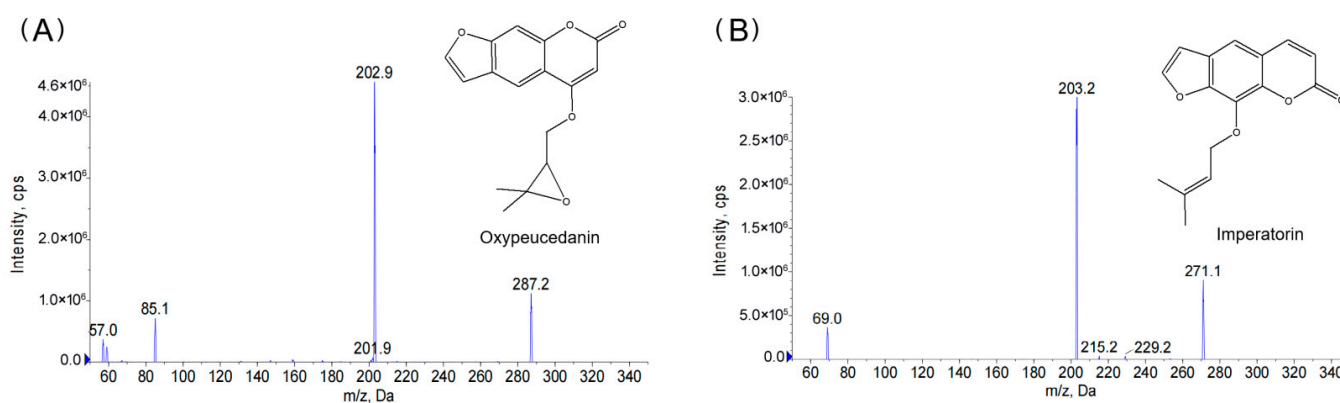 (A)
Intensity, cps
4.6×10⁶
4.0×10⁶
3.0×10⁶
2.0×10⁶
1.0×10⁶
0.0
57.0
85.1
202.9
201.9
287.2
O
O
O
O
O
Oxypeucedanin
60 80 100 120 140 160 180 200 220 240 260 280 300 320 340
m/z, Da
(B)
Intensity, cps
3.0×10⁶
2.5×10⁶
2.0×10⁶
1.5×10⁶
1.0×10⁶
5.0×10⁵
0.0
69.0
203.2
215.2
229.2
271.1
O
O
O
O
Imperatorin
60 80 100 120 140 160 180 200 220 240 260 280 300 320 340
m/z, Da